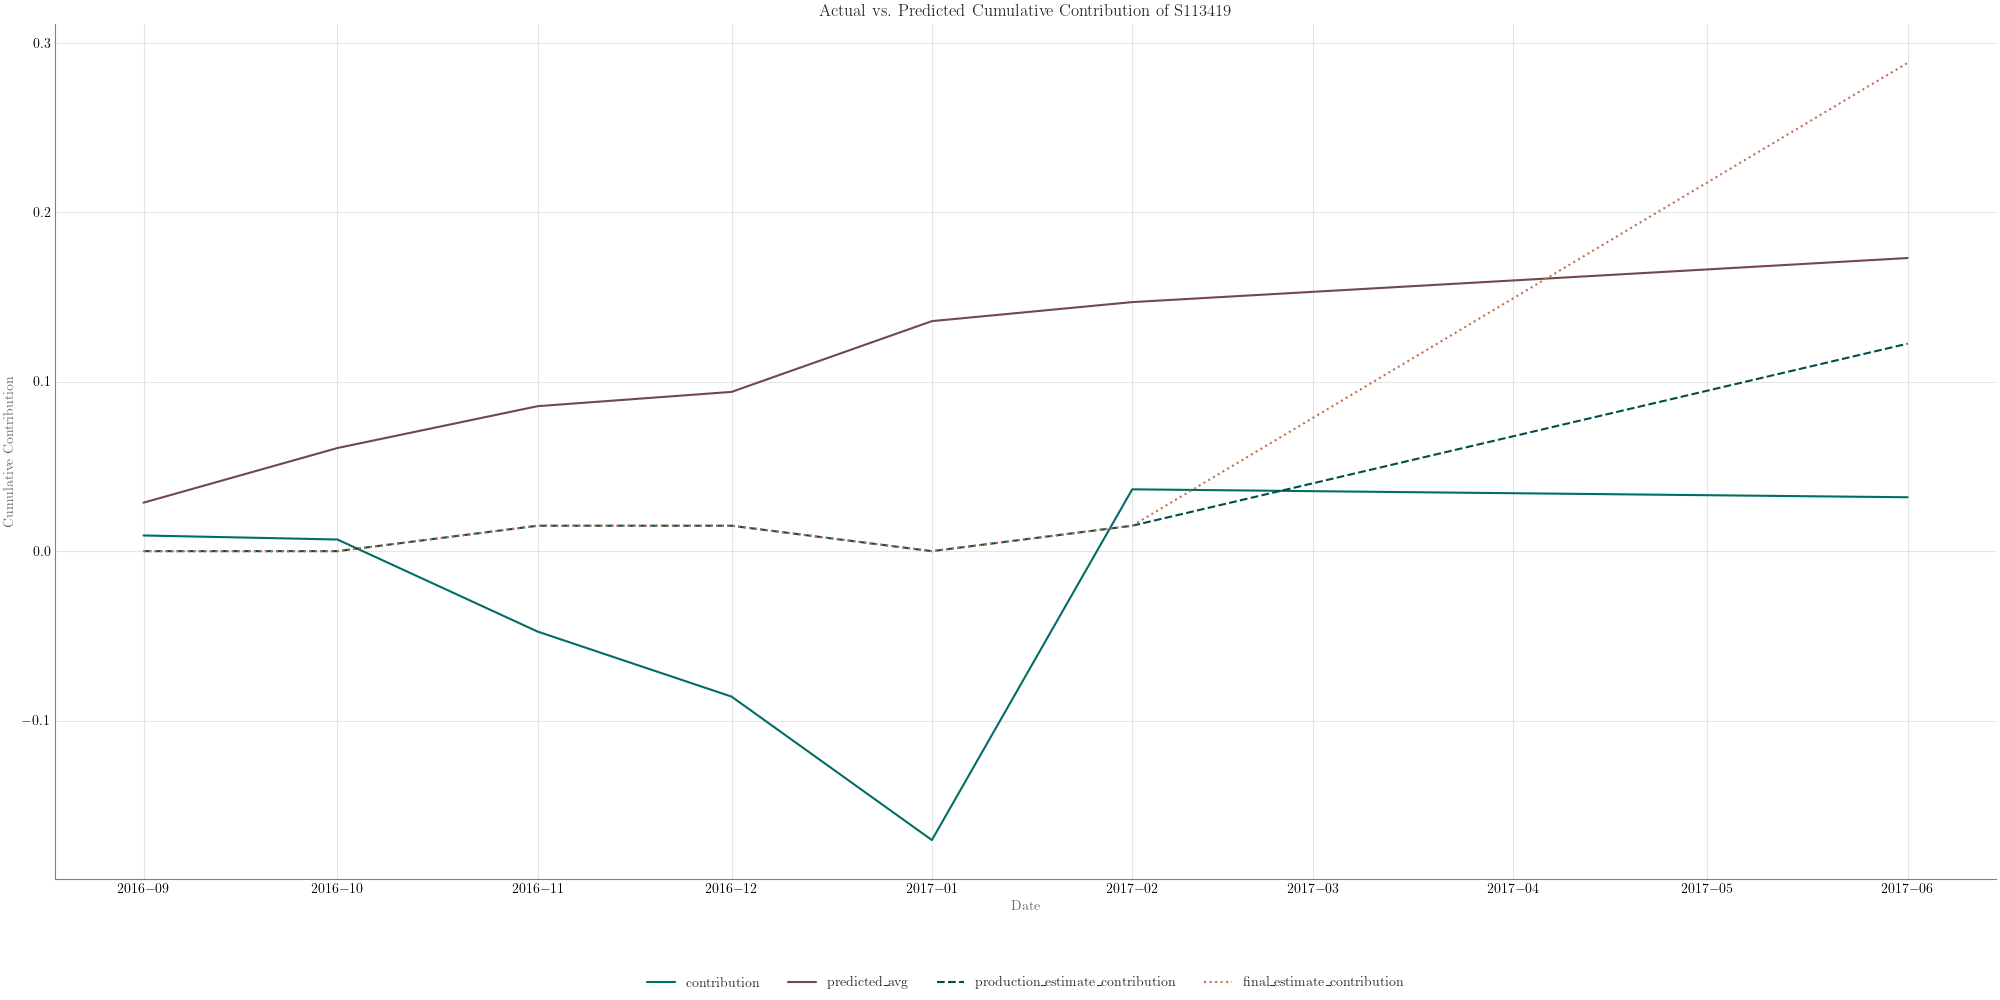 Actual vs. Predicted Cumulative Contribution of S113419
0.3
0.2
0.1
0.0
−0.1
Cumulative Contribution
2016−09 2016−10 2016−11 2016−12 2017−01 2017−02 2017−03 2017−04 2017−05 2017−06
Date
contribution predicted_avg production_estimate_contribution final_estimate_contribution